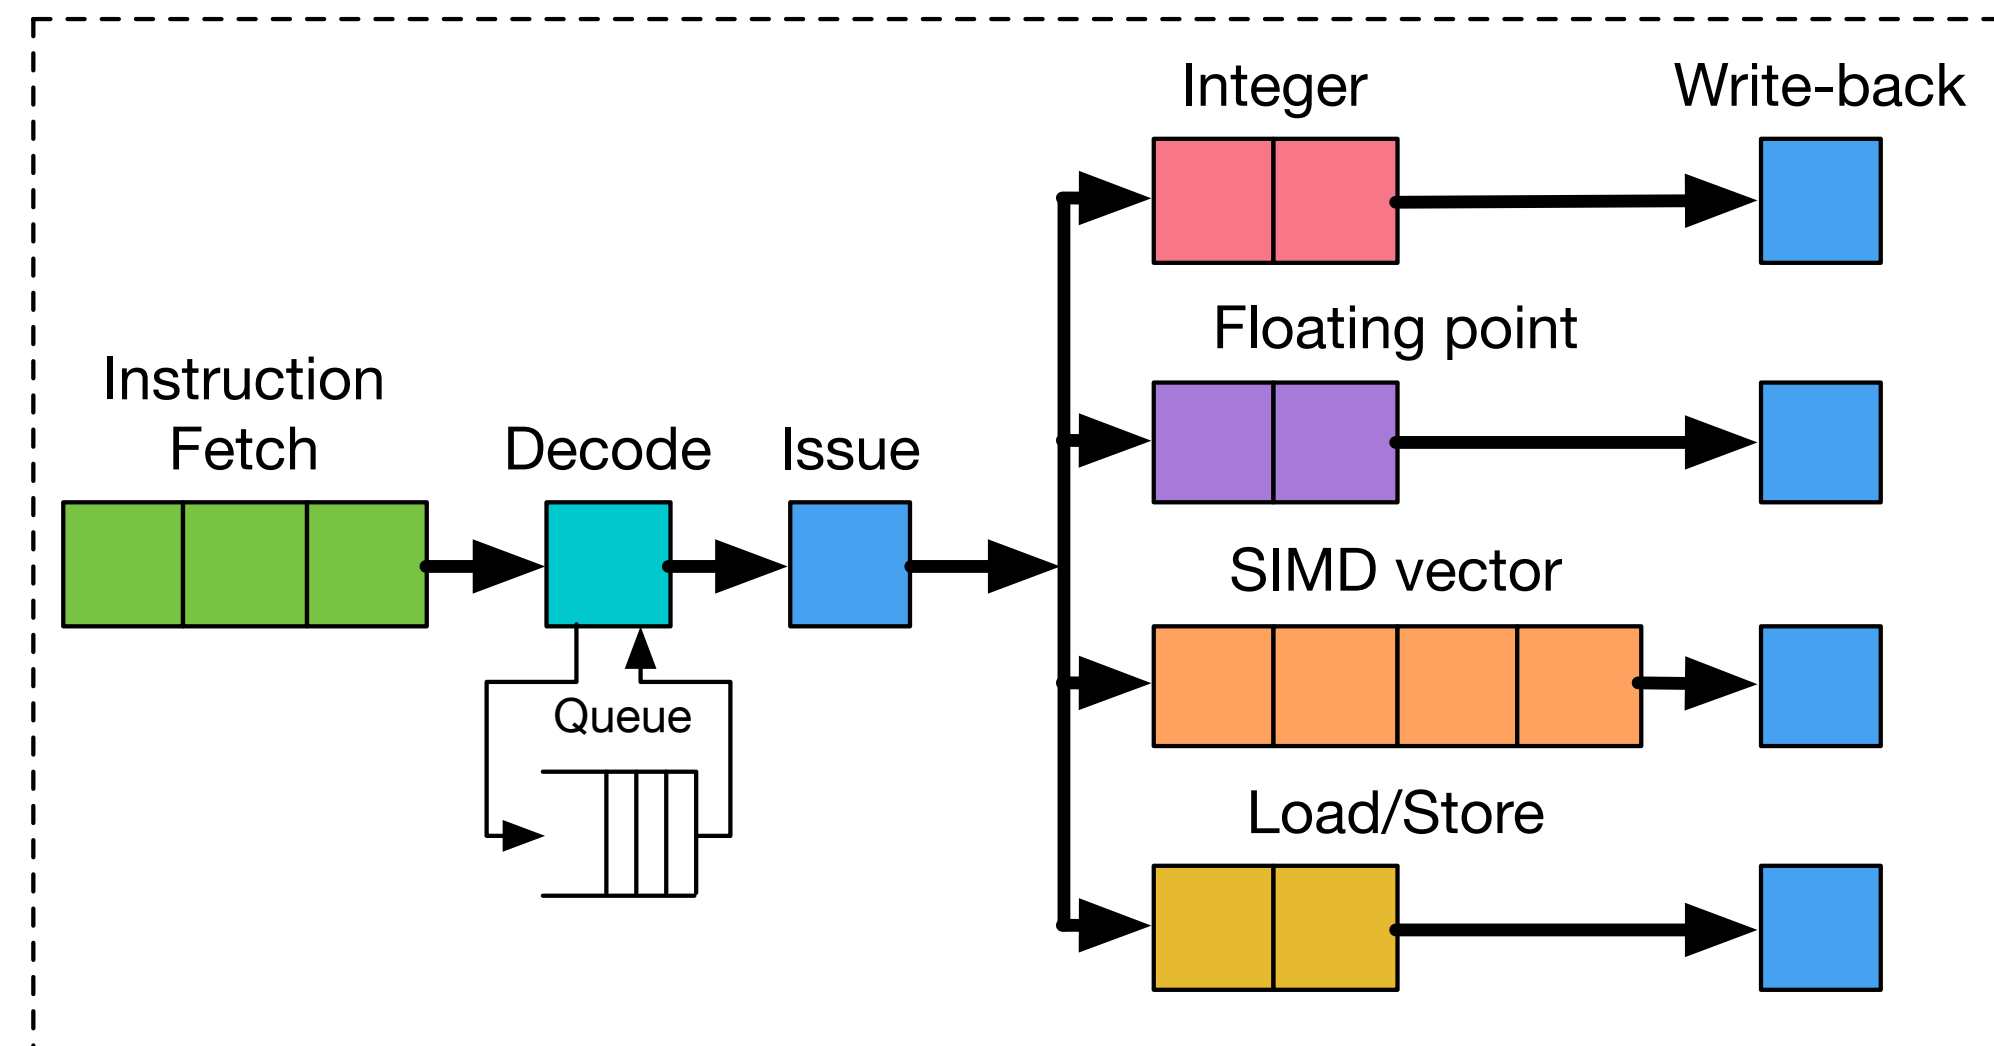 Integer
Write-back
Floating point
Instruction
Fetch
Decode
Issue
SIMD vector
Queue
Load/Store